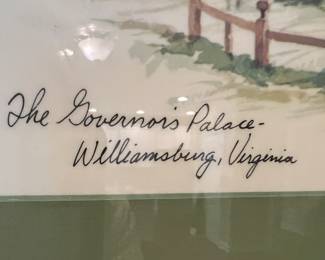 The Governor's Palace-
Williamsburg, Virginia